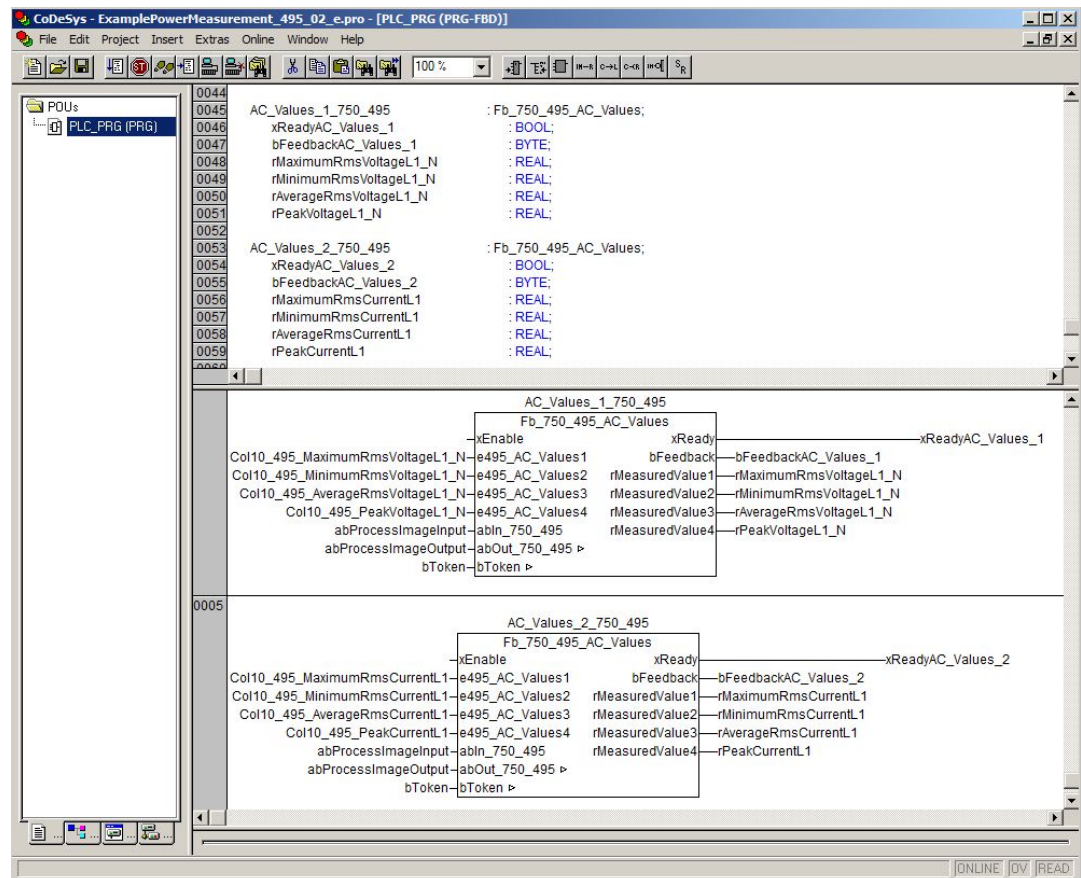 CoDeSys - ExamplePowerMeasurement_495_02_e.pro - [PLC_PRG (PRG-FBD)]
File Edit Project Insert Extras Online Window Help
100 %
POUs
PLC_PRG (PRG)
0044
0045 AC_Values_1_750_495 : Fb_750_495_AC_Values;
0046 xReadyAC_Values_1 : BOOL;
0047 bFeedbackAC_Values_1 : BYTE;
0048 rMaximumRmsVoltageL1_N : REAL;
0049 rMinimumRmsVoltageL1_N : REAL;
0050 rAverageRmsVoltageL1_N : REAL;
0051 rPeakVoltageL1_N : REAL;
0052
0053 AC_Values_2_750_495 : Fb_750_495_AC_Values;
0054 xReadyAC_Values_2 : BOOL;
0055 bFeedbackAC_Values_2 : BYTE;
0056 rMaximumRmsCurrentL1 : REAL;
0057 rMinimumRmsCurrentL1 : REAL;
0058 rAverageRmsCurrentL1 : REAL;
0059 rPeakCurrentL1 : REAL;
AC_Values_1_750_495
Fb_750_495_AC_Values
xEnable xReady xReadyAC_Values_1
Col10_495_MaximumRmsVoltageL1_N e495_AC_Values1 bFeedback bFeedbackAC_Values_1
Col10_495_MinimumRmsVoltageL1_N e495_AC_Values2 rMeasuredValue1 rMaximumRmsVoltageL1_N
Col10_495_AverageRmsVoltageL1_N e495_AC_Values3 rMeasuredValue2 rMinimumRmsVoltageL1_N
Col10_495_PeakVoltageL1_N e495_AC_Values4 rMeasuredValue3 rAverageRmsVoltageL1_N
abProcessImageInput abIn_750_495 rMeasuredValue4 rPeakVoltageL1_N
abProcessImageOutput abOut_750_495
bToken bToken
0005
AC_Values_2_750_495
Fb_750_495_AC_Values
xEnable xReady xReadyAC_Values_2
Col10_495_MaximumRmsCurrentL1 e495_AC_Values1 bFeedback bFeedbackAC_Values_2
Col10_495_MinimumRmsCurrentL1 e495_AC_Values2 rMeasuredValue1 rMaximumRmsCurrentL1
Col10_495_AverageRmsCurrentL1 e495_AC_Values3 rMeasuredValue2 rMinimumRmsCurrentL1
Col10_495_PeakCurrentL1 e495_AC_Values4 rMeasuredValue3 rAverageRmsCurrentL1
abProcessImageInput abIn_750_495 rMeasuredValue4 rPeakCurrentL1
abProcessImageOutput abOut_750_495
bToken bToken
ONLINE OV READ